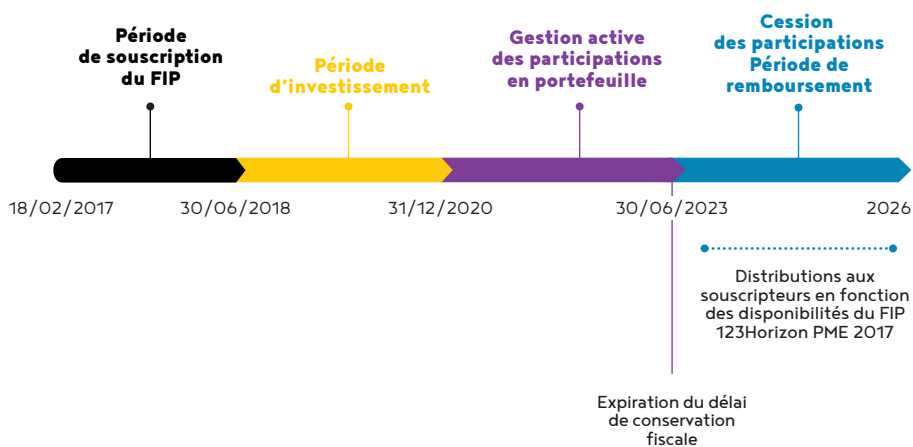 Période
de souscription
du FIP
Période
d'investissement
Gestion active
des participations
en portefeuille
Cession
des participations
Période de
remboursement
18/02/2017
30/06/2018
31/12/2020
30/06/2023
2026
Distributions aux
souscripteurs en fonction
des disponibilités du FIP
123Horizon PME 2017
Expiration du délai
de conservation
fiscale